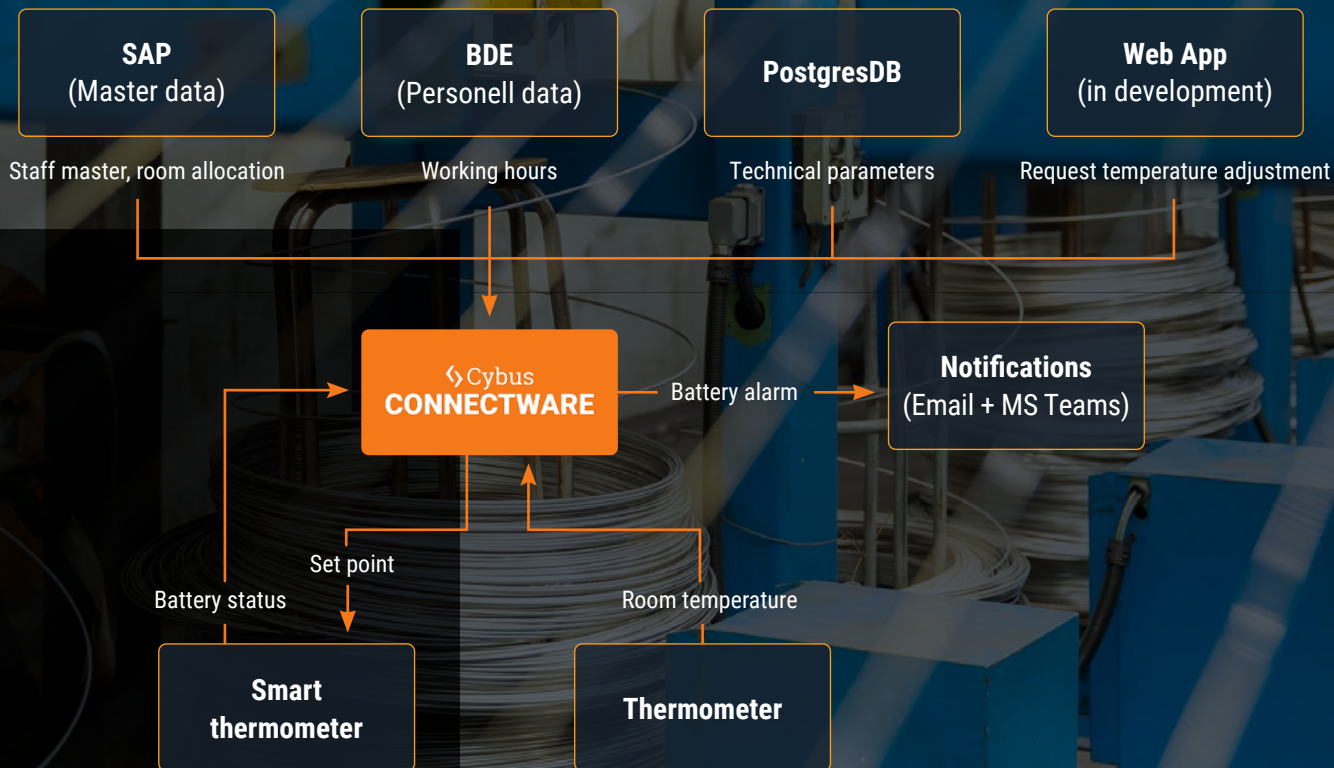 SAP
(Master data)
BDE
(Personell data)
PostgresDB
Web App
(in development)
Staff master, room allocation
Working hours
Technical parameters
Request temperature adjustment
Cybus
CONNECTWARE
Battery alarm
Notifications
(Email + MS Teams)
Set point
Battery status
Room temperature
Smart
thermometer
Thermometer